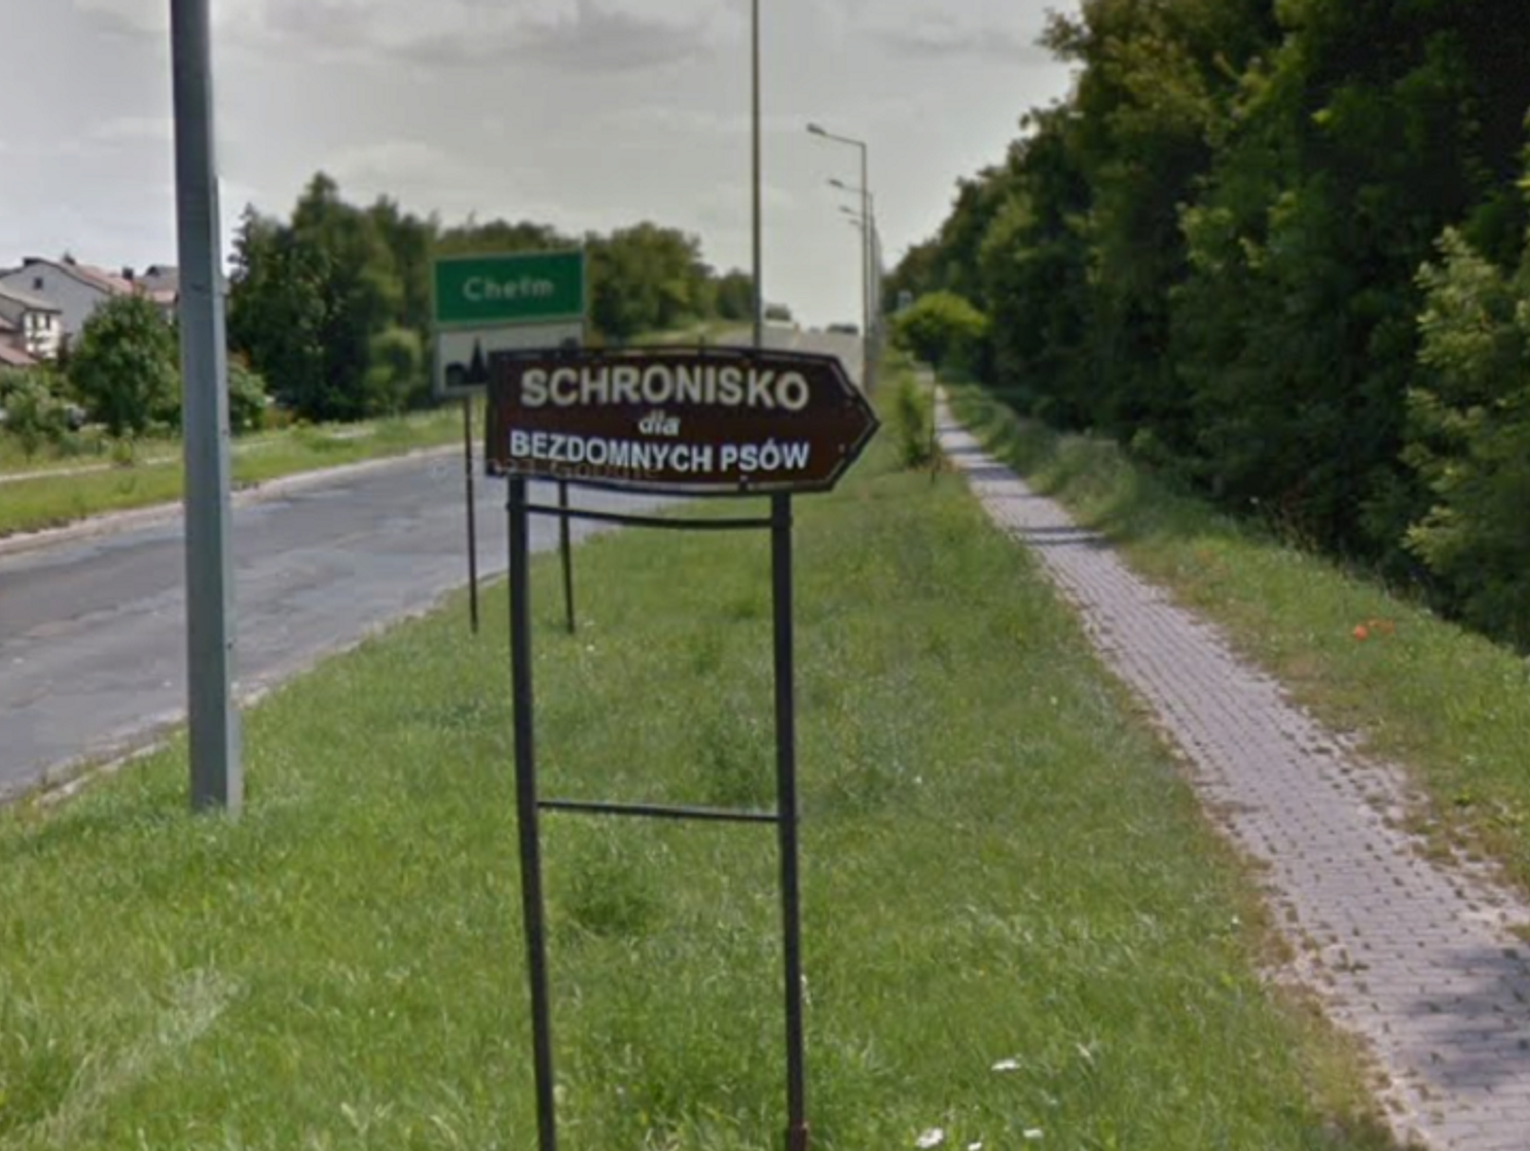 Chełm
SCHRONISKO
dla
BEZDOMNYCH PSÓW